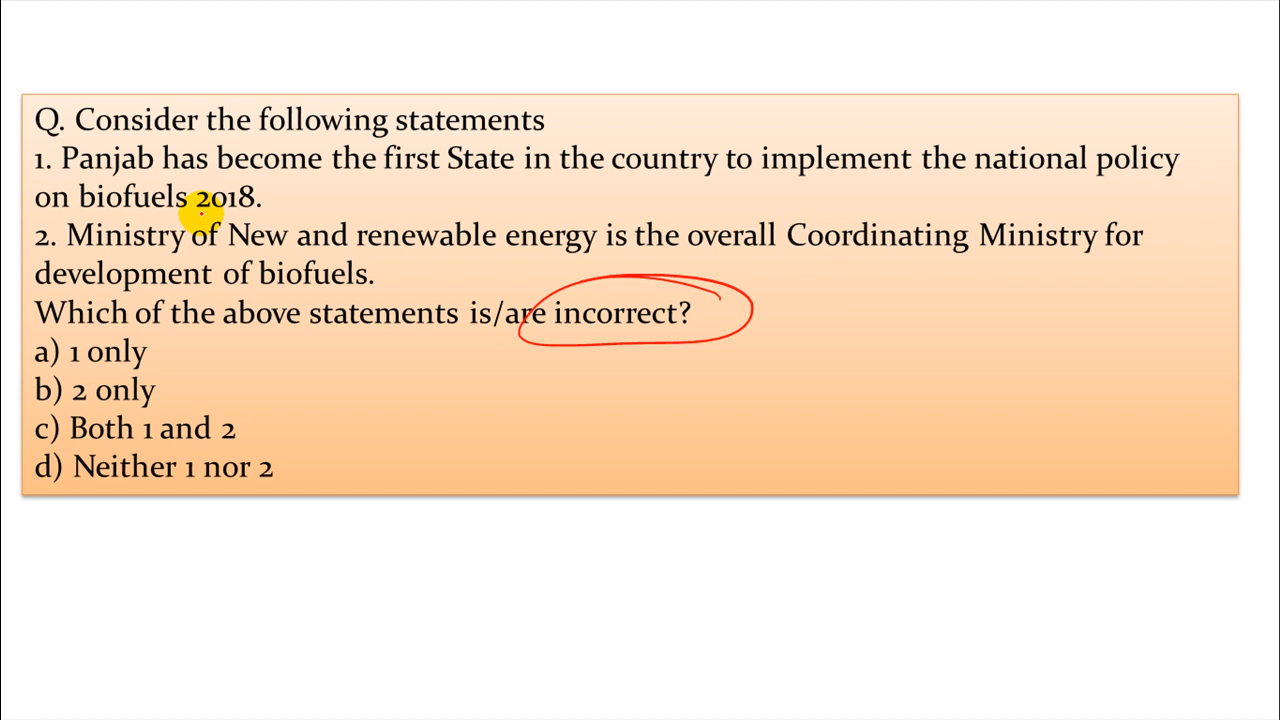 Q. Consider the following statements
1. Panjab has become the first State in the country to implement the national policy
on biofuels 2018.
2. Ministry of New and renewable energy is the overall Coordinating Ministry for
development of biofuels.
Which of the above statements is/are incorrect?
a) 1 only
b) 2 only
c) Both 1 and 2
d) Neither 1 nor 2